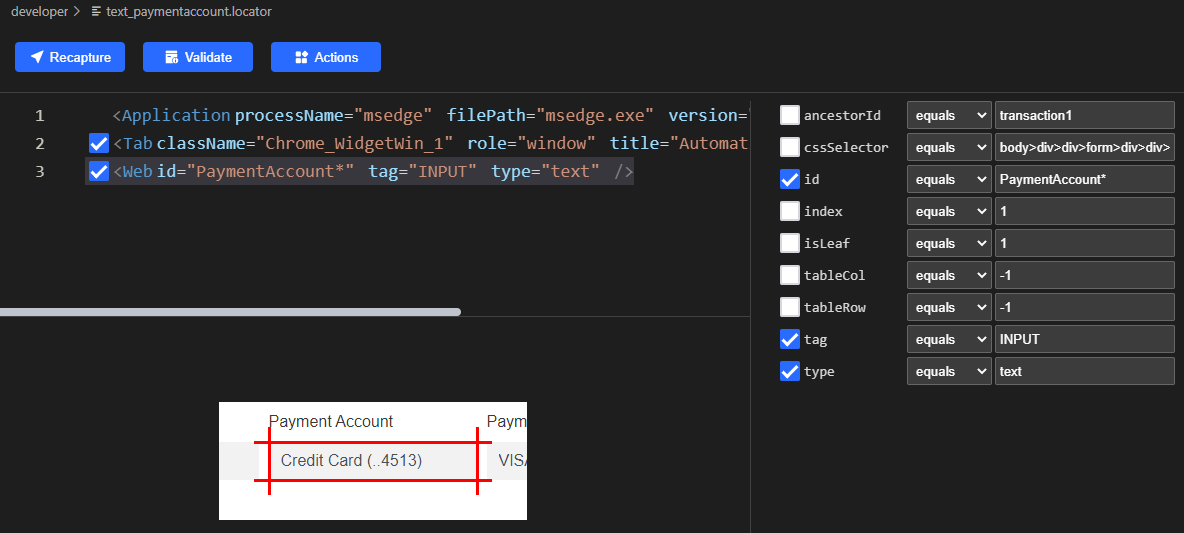 developer > text_paymentaccount.locator
Recapture Validate Actions
1 <Application processName="msedge" filePath="msedge.exe" version="
2 <Tab className="Chrome_WidgetWin_1" role="window" title="Automat
3 <Web id="PaymentAccount*" tag="INPUT" type="text" />
ancestorId equals transaction1
cssSelector equals body>div>div>form>div>div>
id equals PaymentAccount*
index equals 1
isLeaf equals 1
tableCol equals -1
tableRow equals -1
tag equals INPUT
type equals text
Payment Account Paym
Credit Card (..4513) VISA